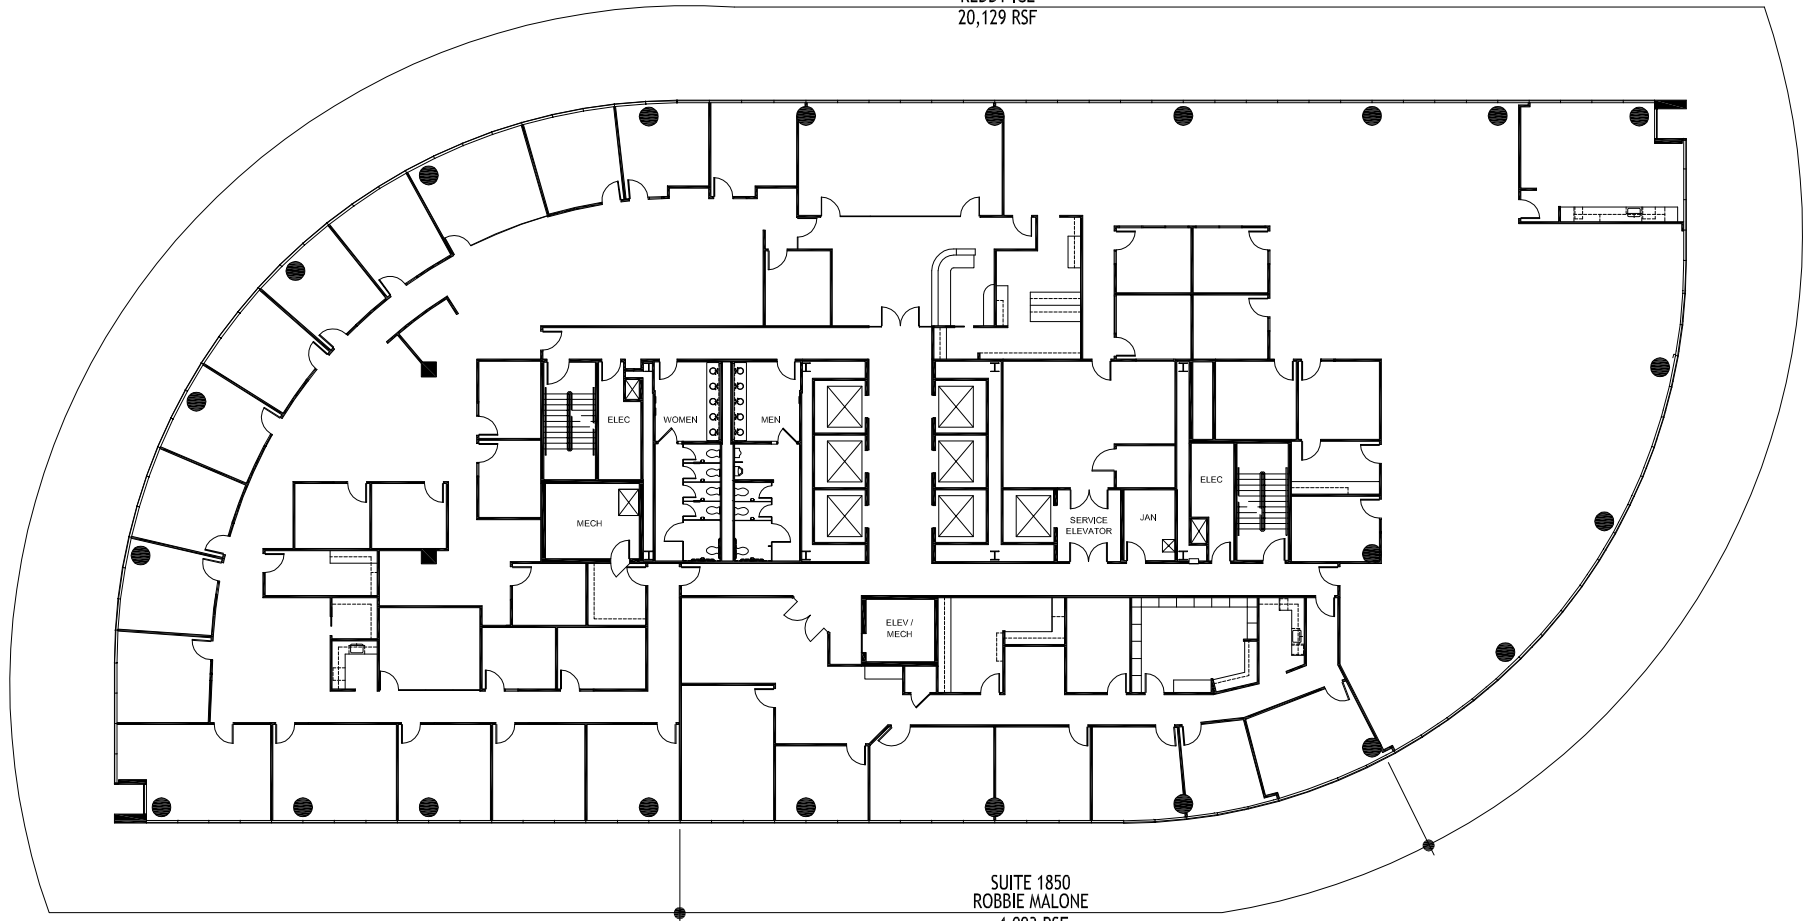 20,129 RSF
ELEC
WOMEN
MEN
MECH
ELEC
SERVICE
ELEVATOR
JAN
ELEV /
MECH
SUITE 1850
ROBBIE MALONE